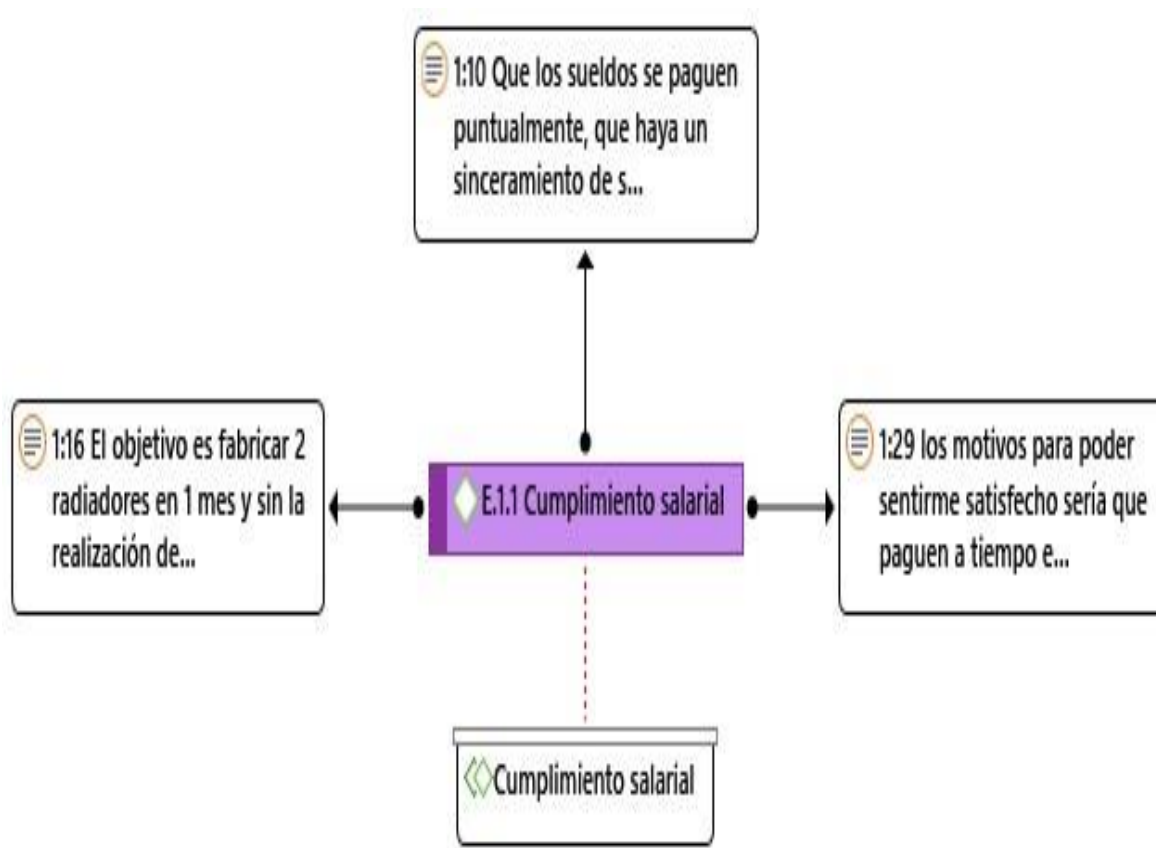 1:10 Que los sueldos se paguen
puntualmente, que haya un
sinceramiento de s...
1:16 El objetivo es fabricar 2
radiadores en 1 mes y sin la
realización de...
E.1.1 Cumplimiento salarial
1:29 los motivos para poder
sentirme satisfecho sería que
paguen a tiempo e...
Cumplimiento salarial